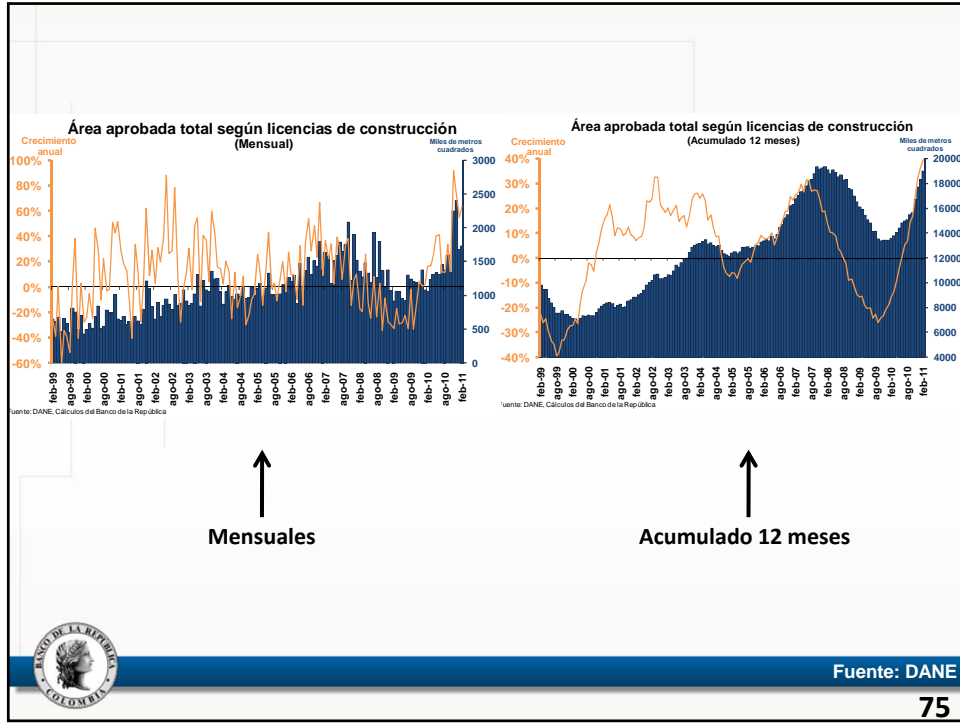 Área aprobada total según licencias de construcción
(Mensual)
Crecimiento
anual
Miles de metros
cuadrados
100%
80%
60%
40%
20%
0%
-20%
-40%
-60%
3000
2500
2000
1500
1000
500
0
feb-99
ago-99
feb-00
ago-00
feb-01
ago-01
feb-02
ago-02
feb-03
ago-03
feb-04
ago-04
feb-05
ago-05
feb-06
ago-06
feb-07
ago-07
feb-08
ago-08
feb-09
ago-09
feb-10
ago-10
feb-11
uente: DANE, Cálculos del Banco de la República
Área aprobada total según licencias de construcción
(Acumulado 12 meses)
Crecimiento
anual
Miles de metros
cuadrados
40%
30%
20%
10%
0%
-10%
-20%
-30%
-40%
20000
18000
16000
14000
12000
10000
8000
6000
4000
feb-99
ago-99
feb-00
ago-00
feb-01
ago-01
feb-02
ago-02
feb-03
ago-03
feb-04
ago-04
feb-05
ago-05
feb-06
ago-06
feb-07
ago-07
feb-08
ago-08
feb-09
ago-09
feb-10
ago-10
feb-11
uente: DANE, Cálculos del Banco de la República
Mensuales
Acumulado 12 meses
BANCO DE LA REPÚBLICA
COLOMBIA
Fuente: DANE
75